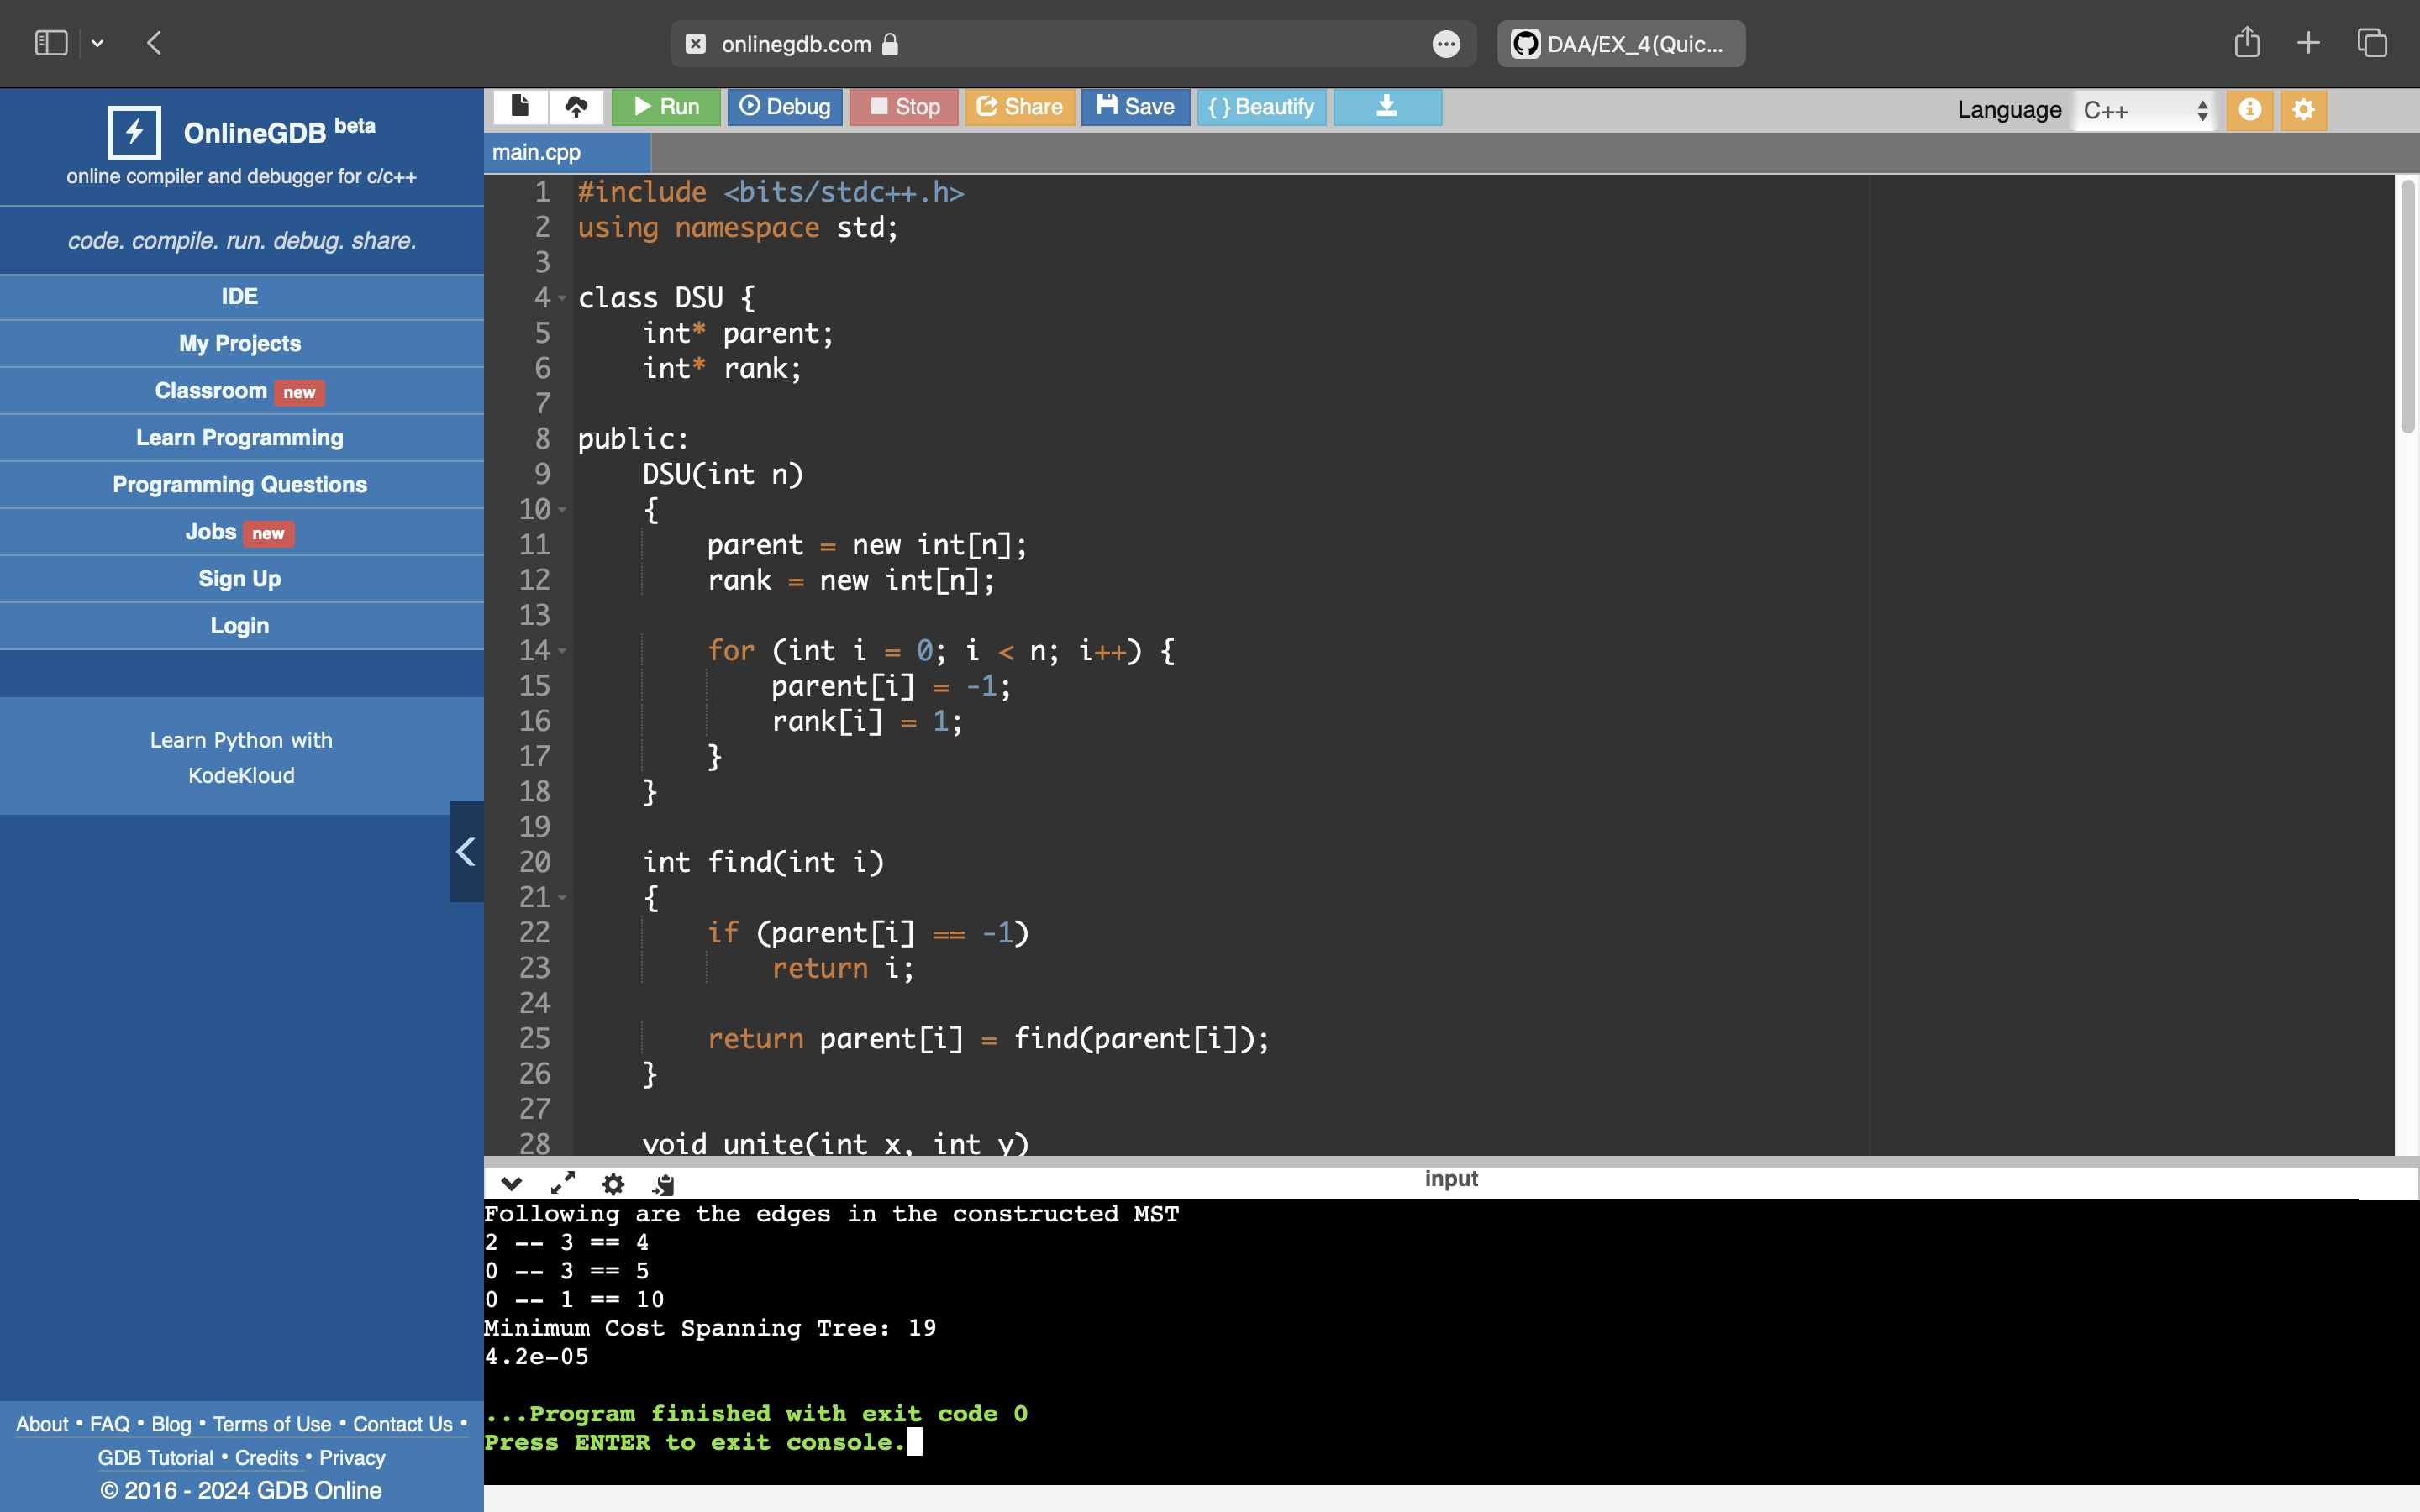 onlinegdb.com
DAA/EX_4(Quic...
OnlineGDB beta
online compiler and debugger for c/c++
code. compile. run. debug. share.
IDE
My Projects
Classroom new
Learn Programming
Programming Questions
Jobs new
Sign Up
Login
Learn Python with
KodeKloud
About • FAQ • Blog • Terms of Use • Contact Us •
GDB Tutorial • Credits • Privacy
© 2016 - 2024 GDB Online
Run Debug Stop Share Save { } Beautify
Language C++
main.cpp
1 #include <bits/stdc++.h>
2 using namespace std;
3
4 class DSU {
5     int* parent;
6     int* rank;
7
8 public:
9     DSU(int n)
10     {
11         parent = new int[n];
12         rank = new int[n];
13
14         for (int i = 0; i < n; i++) {
15             parent[i] = -1;
16             rank[i] = 1;
17         }
18     }
19
20     int find(int i)
21     {
22         if (parent[i] == -1)
23             return i;
24
25         return parent[i] = find(parent[i]);
26     }
27
28     void unite(int x, int y)
input
Following are the edges in the constructed MST
2 -- 3 == 4
0 -- 3 == 5
0 -- 1 == 10
Minimum Cost Spanning Tree: 19
4.2e-05
...Program finished with exit code 0
Press ENTER to exit console.